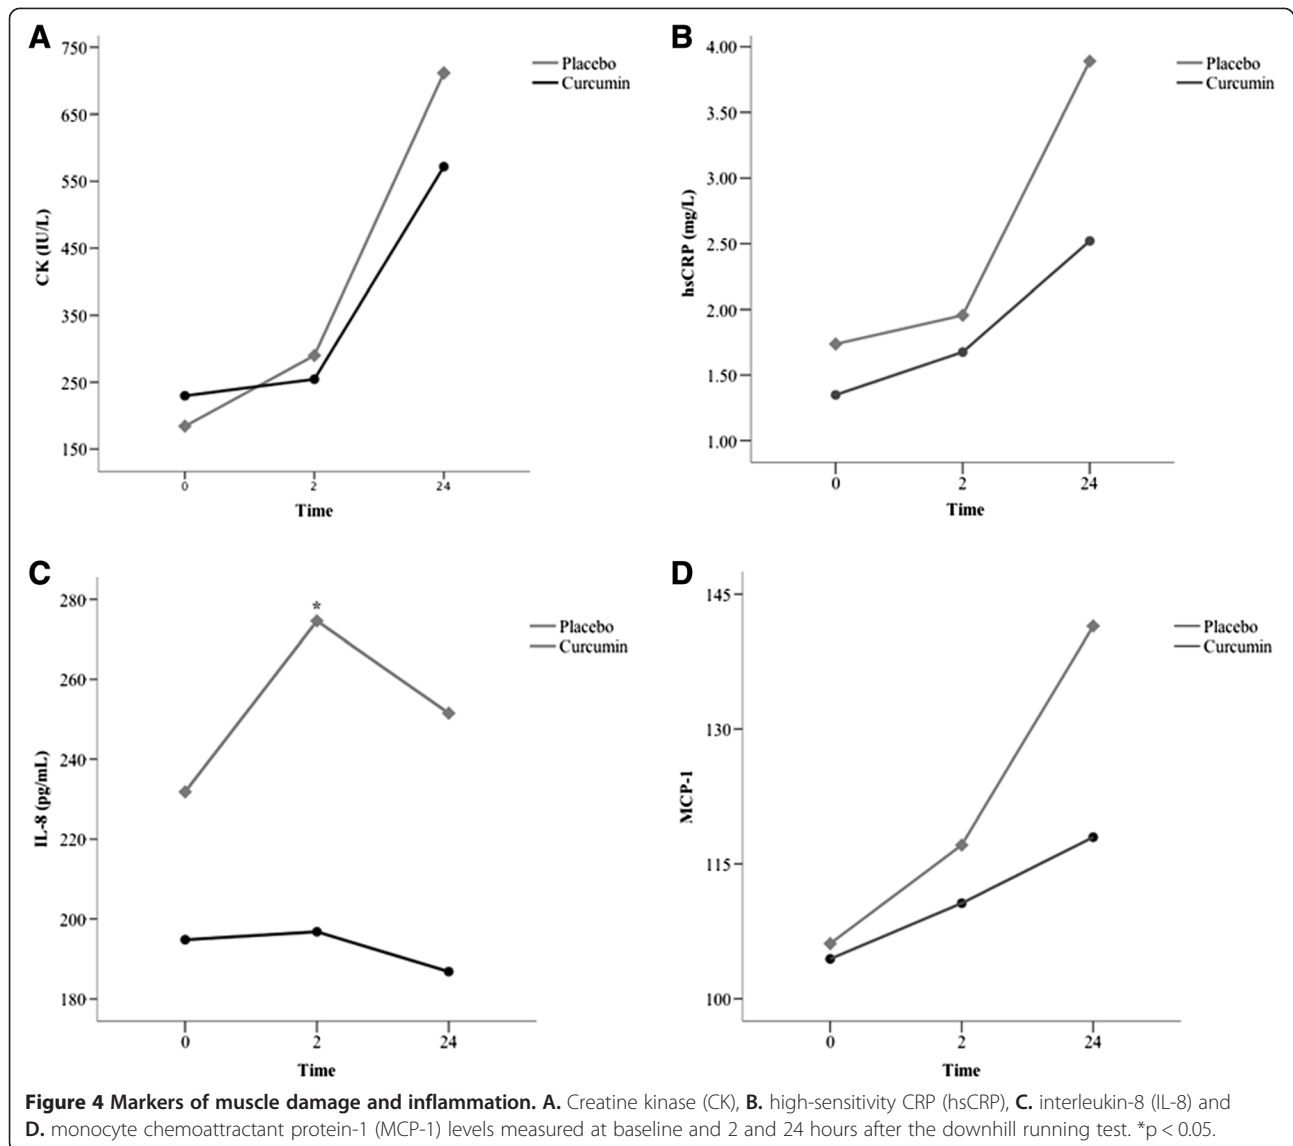 A
750
650
550
450
350
250
150
CK (IU/L)
0 2 24
Time
Placebo
Curcumin
B
4.00
3.50
3.00
2.50
2.00
1.50
1.00
hsCRP (mg/L)
0 2 24
Time
Placebo
Curcumin
C
280
260
240
220
200
180
IL-8 (pg/mL)
*
0 2 24
Time
Placebo
Curcumin
D
145
130
115
100
MCP-1
0 2 24
Time
Placebo
Curcumin
Figure 4 Markers of muscle damage and inflammation. A. Creatine kinase (CK), B. high-sensitivity CRP (hsCRP), C. interleukin-8 (IL-8) and
D. monocyte chemoattractant protein-1 (MCP-1) levels measured at baseline and 2 and 24 hours after the downhill running test. *p < 0.05.